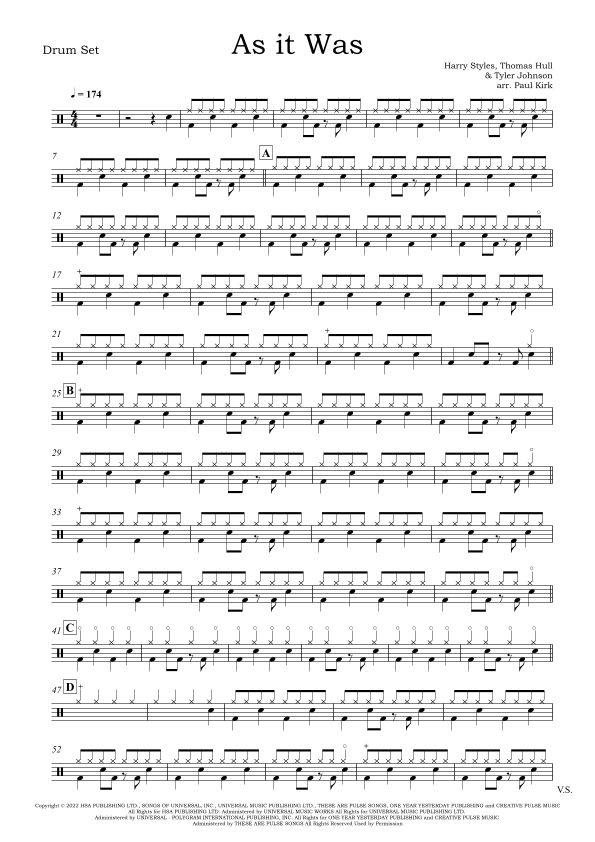 As it Was
Drum Set
Harry Styles, Thomas Hull
& Tyler Johnson
arr. Paul Kirk
♩ = 174
7
A
12
17
21
25 B
29
33
37
41 C
47 D
52
V.S.
Copyright © 2022 HSA PUBLISHING LTD., SONGS OF UNIVERSAL, INC., UNIVERSAL MUSIC PUBLISHING LTD., THESE ARE PULSE SONGS, ONE YEAR YESTERDAY PUBLISHING and CREATIVE PULSE MUSIC
All Rights for HSA PUBLISHING LTD. Administered by UNIVERSAL MUSIC WORKS All Rights for UNIVERSAL MUSIC PUBLISHING LTD.
Administered by UNIVERSAL - POLYGRAM INTERNATIONAL PUBLISHING, INC. All Rights for ONE YEAR YESTERDAY PUBLISHING and CREATIVE PULSE MUSIC
Administered by THESE ARE PULSE SONGS All Rights Reserved Used by Permission